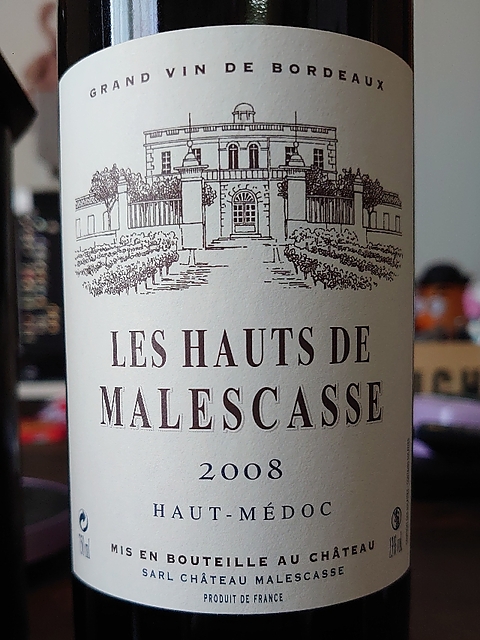 GRAND VIN DE BORDEAUX
LES HAUTS DE
MALESCASSE
2008
HAUT-MÉDOC
750ml
MIS EN BOUTEILLE AU CHÂTEAU
SARL CHÂTEAU MALESCASSE
PRODUIT DE FRANCE